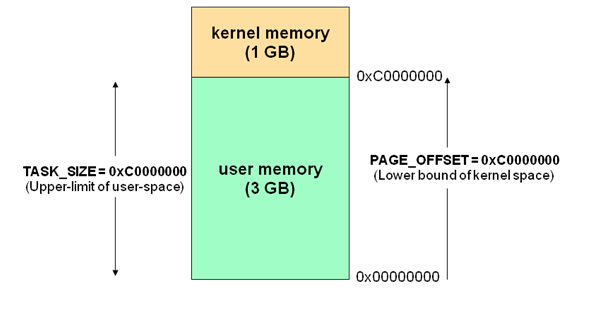 kernel memory
(1 GB)
0xC0000000
TASK_SIZE = 0xC0000000
(Upper-limit of user-space)
user memory
(3 GB)
PAGE_OFFSET = 0xC0000000
(Lower bound of kernel space)
0x00000000